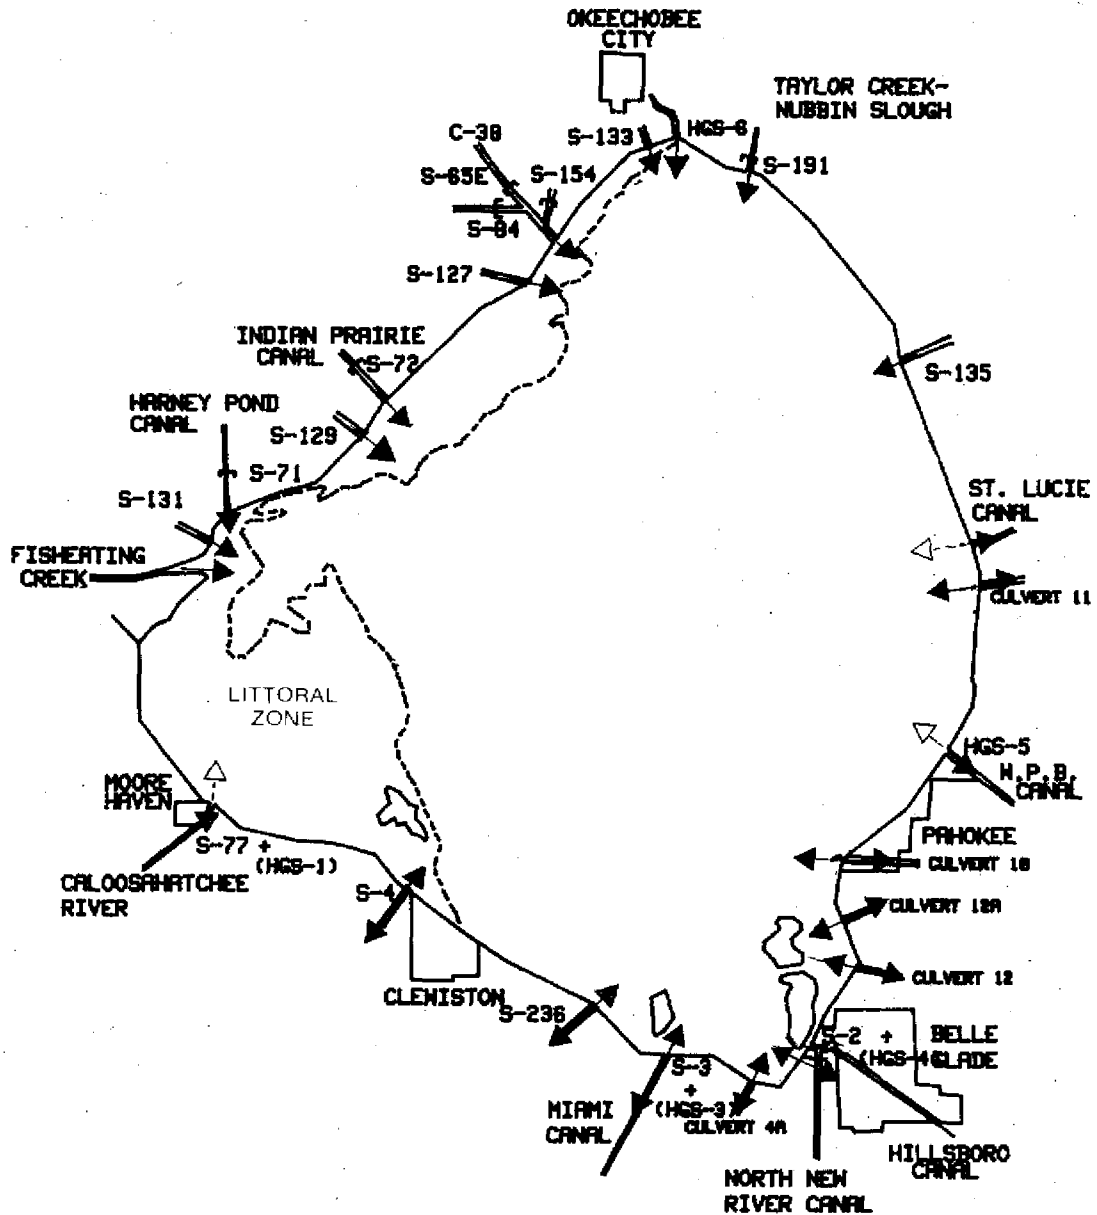 OKEECHOBEE
CITY
TAYLOR CREEK-
NUBBIN SLOUGH
C-38
S-133
HGS-6
S-65E
S-154
S-191
S-84
S-127
INDIAN PRAIRIE
CANAL
S-72
S-135
HARNEY POND
CANAL
S-129
S-71
S-131
ST. LUCIE
CANAL
FISHEATING
CREEK
CULVERT 11
LITTORAL
ZONE
HGS-5
W.P.B.
CANAL
MOORE
HAVEN
S-77 +
(HGS-1)
PAHOKEE
CULVERT 10
CALOOSAHATCHEE
RIVER
S-4
CULVERT 12A
CULVERT 12
CLEWISTON
S-236
S-2 +
(HGS-4)
BELLE
GLADE
S-3
+
(HGS-3)
MIAMI
CANAL
CULVERT 4A
HILLSBORO
CANAL
NORTH NEW
RIVER CANAL